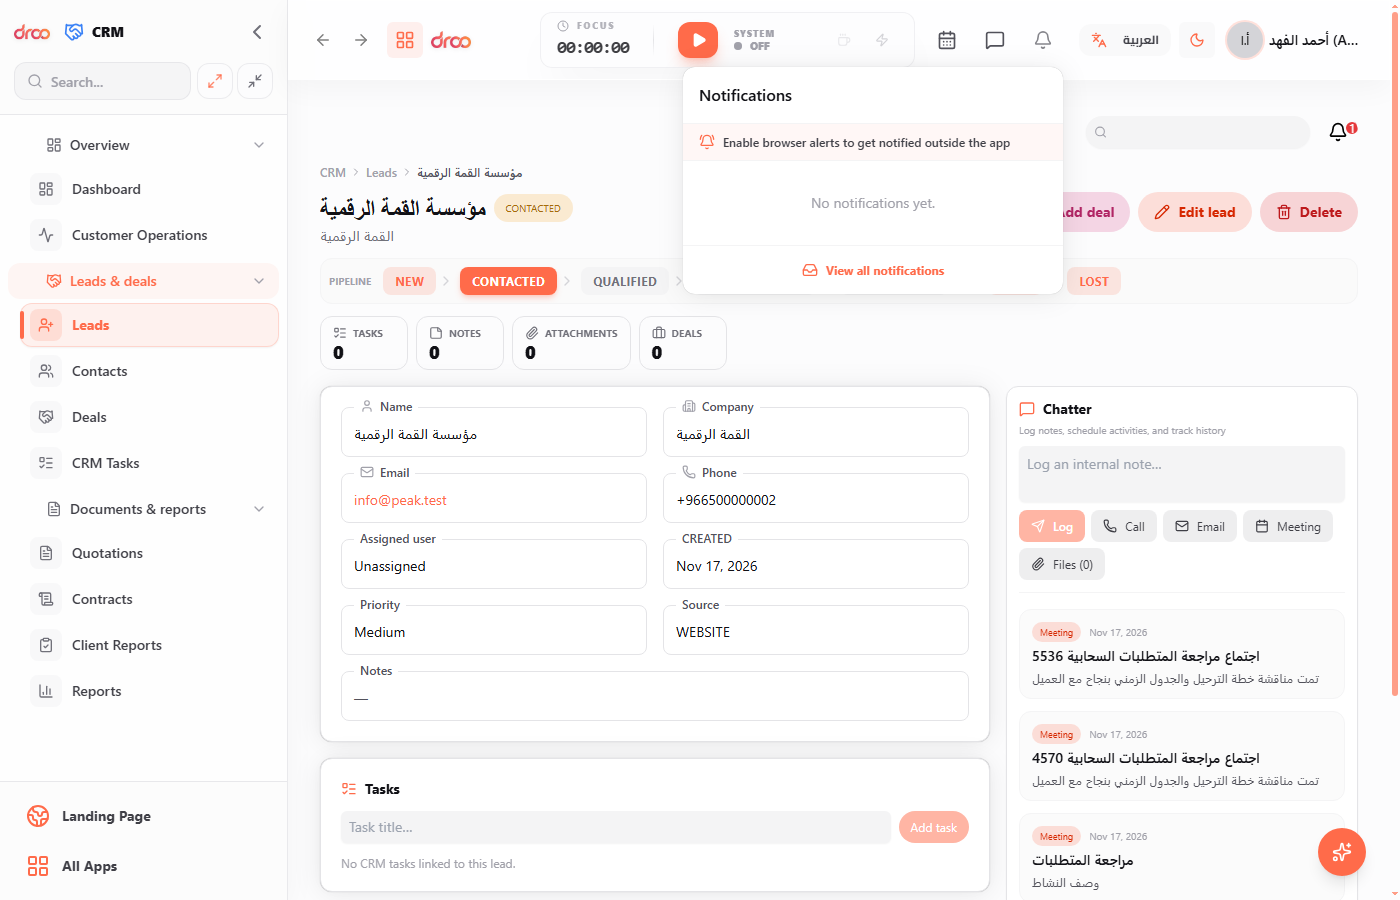 droo CRM
Search...
Overview
Dashboard
Customer Operations
Leads & deals
Leads
Contacts
Deals
CRM Tasks
Documents & reports
Quotations
Contracts
Client Reports
Reports
Landing Page
All Apps
droo
FOCUS
00:00:00
SYSTEM
OFF
العربية
أ.ا
أحمد الفهد (A...
Notifications
Enable browser alerts to get notified outside the app
No notifications yet.
View all notifications
1
CRM > Leads > مؤسسة القمة الرقمية
مؤسسة القمة الرقمية CONTACTED
القمة الرقمية
dd deal
Edit lead
Delete
PIPELINE NEW CONTACTED QUALIFIED LOST
TASKS
0
NOTES
0
ATTACHMENTS
0
DEALS
0
Name
مؤسسة القمة الرقمية
Company
القمة الرقمية
Email
info@peak.test
Phone
+966500000002
Assigned user
Unassigned
CREATED
Nov 17, 2026
Priority
Medium
Source
WEBSITE
Notes
—
Tasks
Task title...
Add task
No CRM tasks linked to this lead.
Chatter
Log notes, schedule activities, and track history
Log an internal note...
Log
Call
Email
Meeting
Files (0)
Meeting Nov 17, 2026
اجتماع مراجعة المتطلبات السحابية 5536
تمت مناقشة خطة الترحيل والجدول الزمني بنجاح مع العميل
Meeting Nov 17, 2026
اجتماع مراجعة المتطلبات السحابية 4570
تمت مناقشة خطة الترحيل والجدول الزمني بنجاح مع العميل
Meeting Nov 17, 2026
مراجعة المتطلبات
وصف النشاط